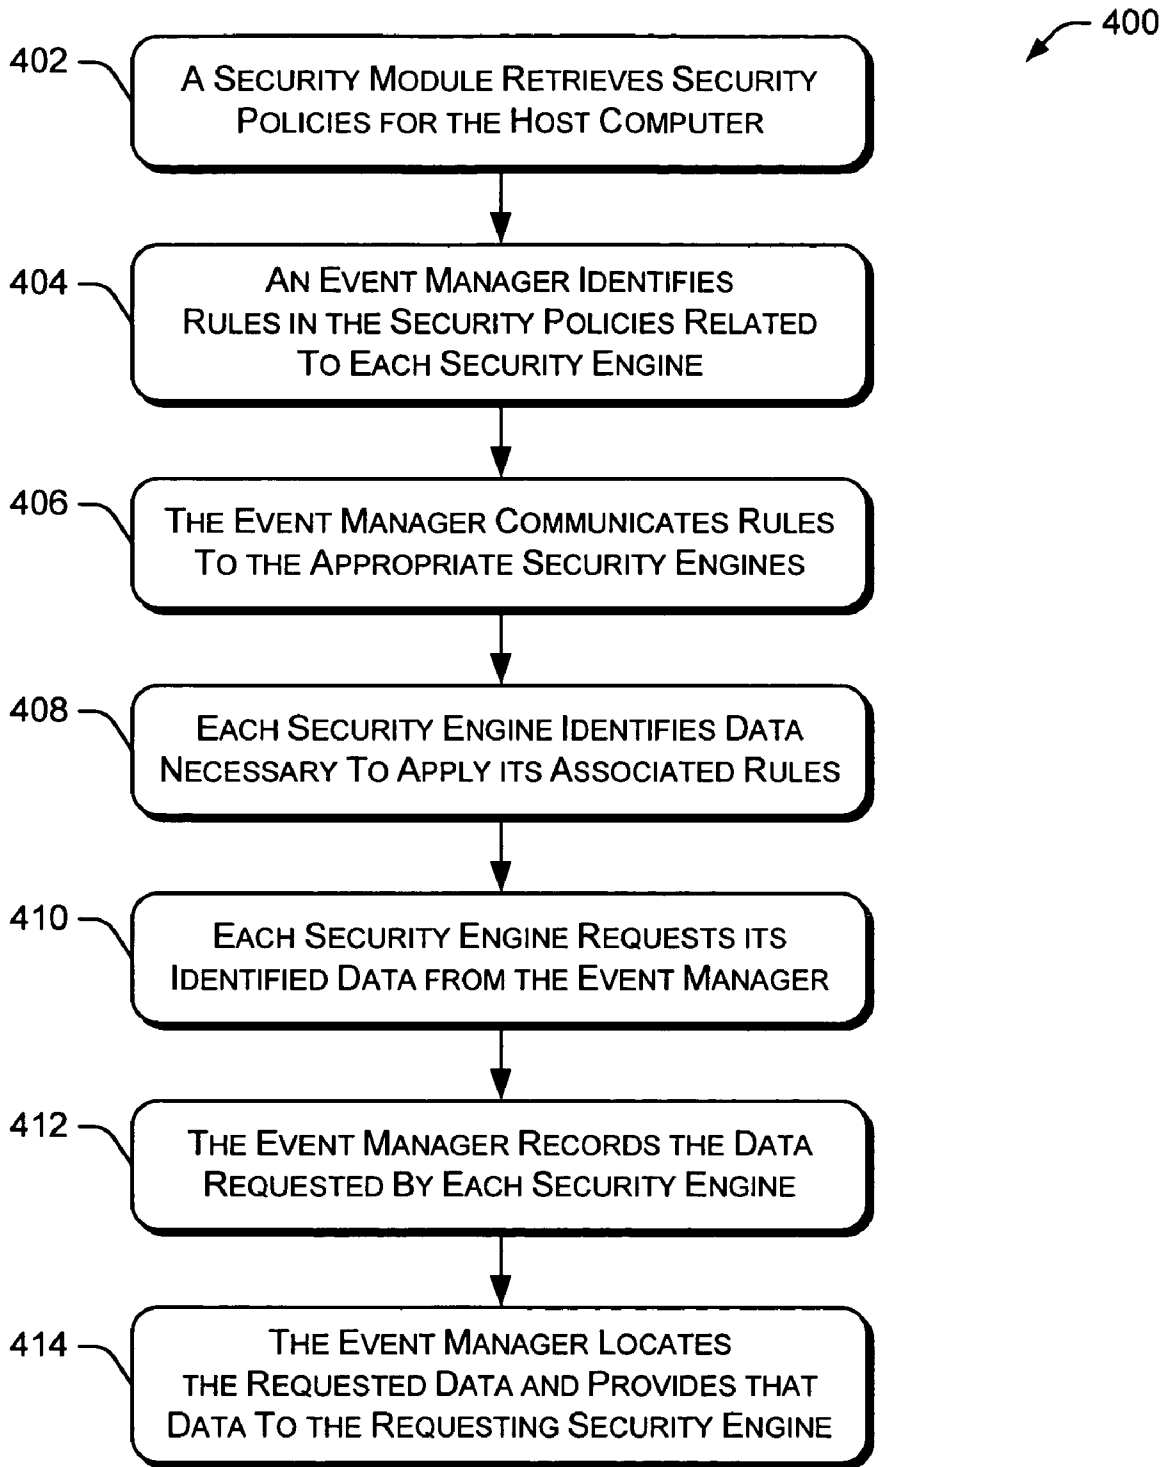 400
402
A SECURITY MODULE RETRIEVES SECURITY
POLICIES FOR THE HOST COMPUTER
404
AN EVENT MANAGER IDENTIFIES
RULES IN THE SECURITY POLICIES RELATED
TO EACH SECURITY ENGINE
406
THE EVENT MANAGER COMMUNICATES RULES
TO THE APPROPRIATE SECURITY ENGINES
408
EACH SECURITY ENGINE IDENTIFIES DATA
NECESSARY TO APPLY ITS ASSOCIATED RULES
410
EACH SECURITY ENGINE REQUESTS ITS
IDENTIFIED DATA FROM THE EVENT MANAGER
412
THE EVENT MANAGER RECORDS THE DATA
REQUESTED BY EACH SECURITY ENGINE
414
THE EVENT MANAGER LOCATES
THE REQUESTED DATA AND PROVIDES THAT
DATA TO THE REQUESTING SECURITY ENGINE